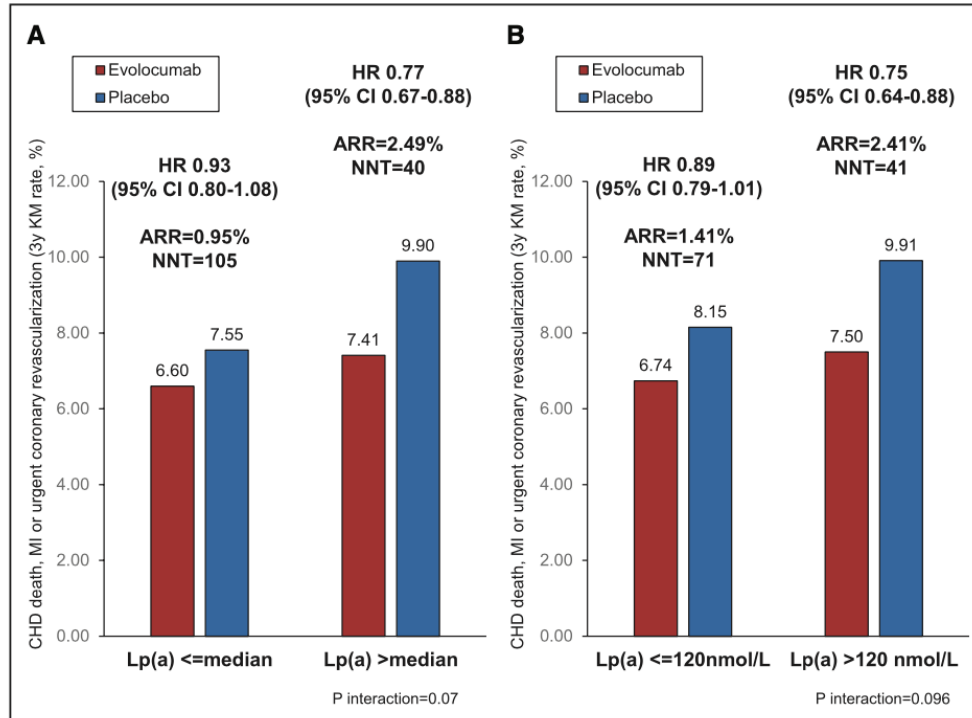 A
Evolocumab
Placebo
HR 0.77
(95% CI 0.67-0.88)
ARR=2.49%
NNT=40
HR 0.93
(95% CI 0.80-1.08)
ARR=0.95%
NNT=105
CHD death, MI or urgent coronary revascularization (3y KM rate, %)
12.00
10.00
8.00
6.00
4.00
2.00
0.00
6.60
7.55
7.41
9.90
Lp(a) <=median
Lp(a) >median
P interaction=0.07
B
Evolocumab
Placebo
HR 0.75
(95% CI 0.64-0.88)
ARR=2.41%
NNT=41
HR 0.89
(95% CI 0.79-1.01)
ARR=1.41%
NNT=71
CHD death, MI or urgent coronary revascularization (3y KM rate, %)
12.00
10.00
8.00
6.00
4.00
2.00
0.00
6.74
8.15
7.50
9.91
Lp(a) <=120nmol/L
Lp(a) >120 nmol/L
P interaction=0.096